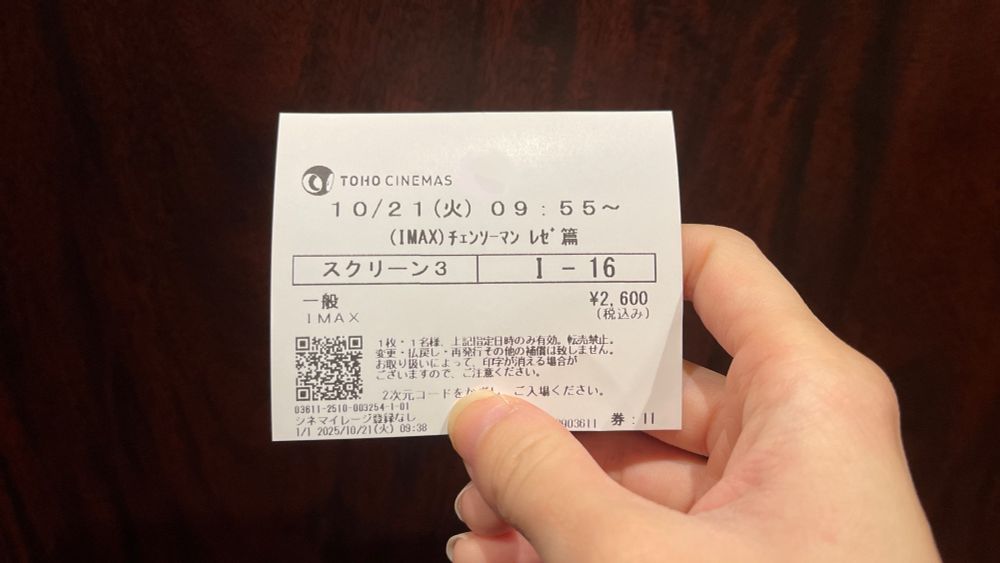 TOHO CINEMAS
10/21(火) 09:55～
(IMAX)ﾁｪﾝｿｰﾏﾝ ﾚｾﾞ篇
スクリーン3 I-16
一般 ¥2,600
IMAX (税込み)
1枚・1名様、上記指定日時のみ有効。転売禁止。
変更・払戻し・再発行その他の補償は致しません。
お取り扱いによって、印字が消える場合が
ございますので、ご注意ください。
2次元コードを ご入場ください。
03611-2510-003254-1-01
シネマイレージ登録なし 券:11
1/1 2025/10/21(火) 09:38